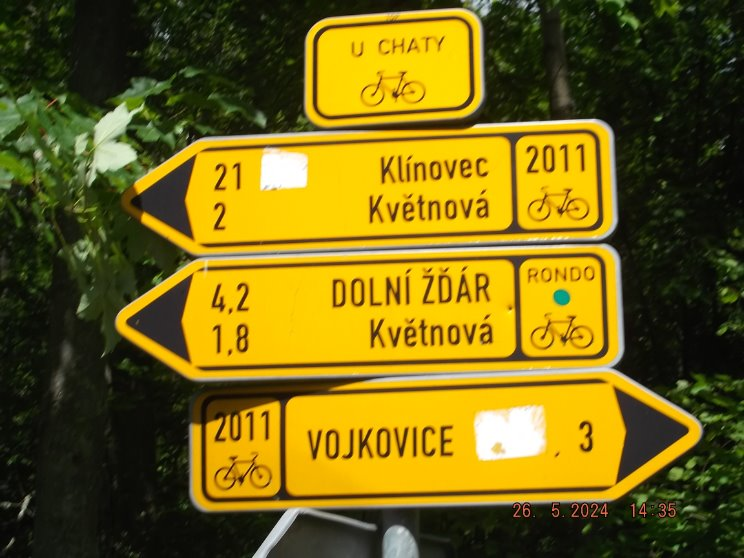 U CHATY
21 Klínovec 2011
2 Květnová
4,2 DOLNÍ ŽĎÁR RONDO
1,8 Květnová
2011 VOJKOVICE , 3
26. 5.2024 14:35